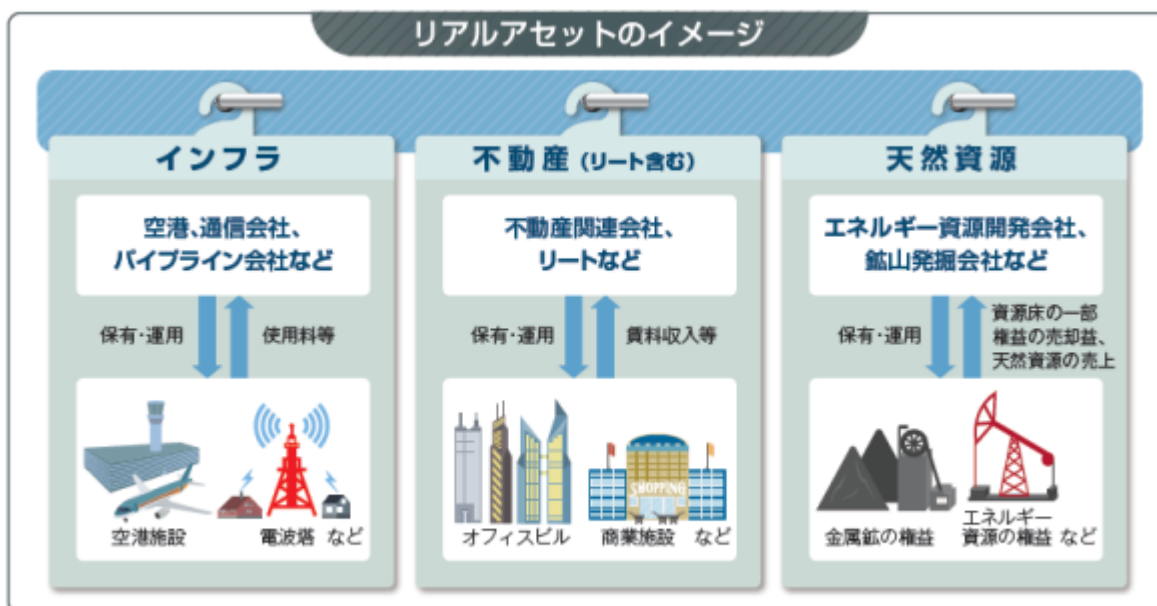 リアルアセットのイメージ
インフラ
空港、通信会社、
パイプライン会社など
保有・運用
使用料等
空港施設
電波塔 など
不動産(リート含む)
不動産関連会社、
リートなど
保有・運用
賃料収入等
オフィスビル
SHOPPING
商業施設 など
天然資源
エネルギー資源開発会社、
鉱山発掘会社など
保有・運用
資源床の一部
権益の売却益、
天然資源の売上
金属鉱の権益
エネルギー
資源の権益 など